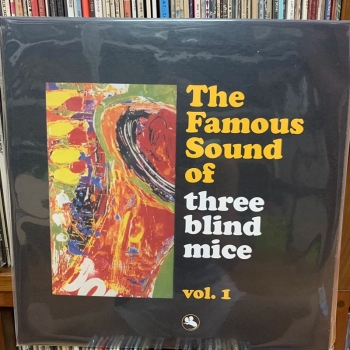 The
Famous
Sound
of
three
blind
mice
vol. 1